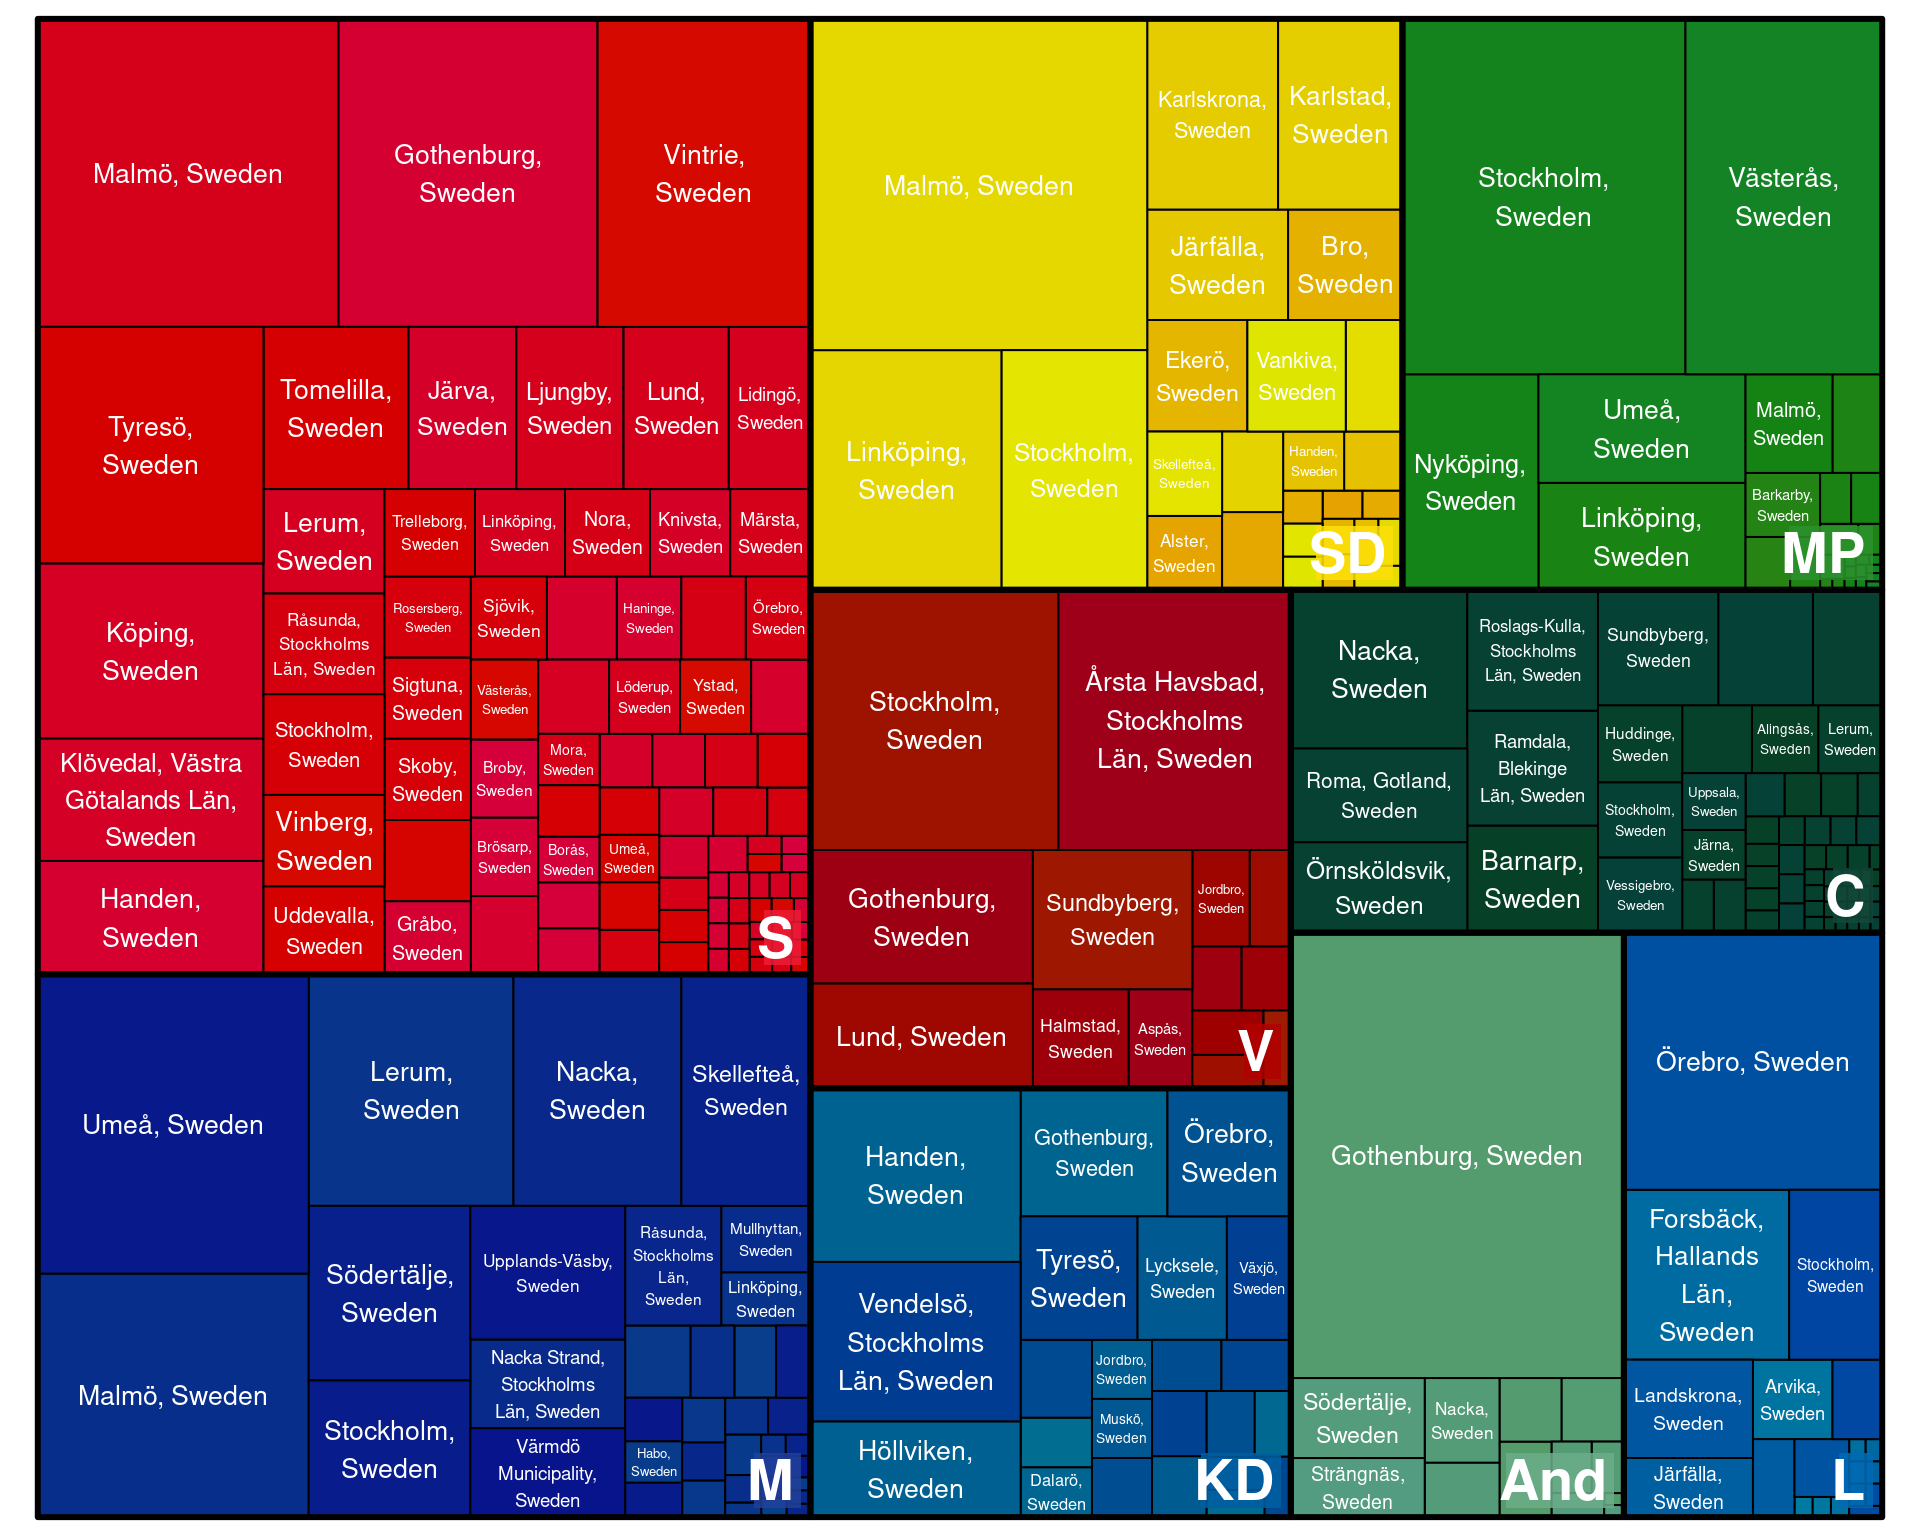 Malmö, Sweden
Gothenburg,
Sweden
Vintrie,
Sweden
Tyresö,
Sweden
Tomelilla,
Sweden
Järva,
Sweden
Ljungby,
Sweden
Lund,
Sweden
Lidingö,
Sweden
Lerum,
Sweden
Trelleborg,
Sweden
Linköping,
Sweden
Nora,
Sweden
Knivsta,
Sweden
Märsta,
Sweden
Köping,
Sweden
Råsunda,
Stockholms
Län, Sweden
Rosersberg,
Sweden
Sjövik,
Sweden
Haninge,
Sweden
Örebro,
Sweden
Sigtuna,
Sweden
Västerås,
Sweden
Löderup,
Sweden
Ystad,
Sweden
Stockholm,
Sweden
Klövedal, Västra
Götalands Län,
Sweden
Skoby,
Sweden
Broby,
Sweden
Mora,
Sweden
Vinberg,
Sweden
Brösarp,
Sweden
Borås,
Sweden
Umeå,
Sweden
Handen,
Sweden
Uddevalla,
Sweden
Gråbo,
Sweden
S
Malmö, Sweden
Karlskrona,
Sweden
Karlstad,
Sweden
Järfälla,
Sweden
Bro,
Sweden
Ekerö,
Sweden
Vankiva,
Sweden
Linköping,
Sweden
Stockholm,
Sweden
Skellefteå,
Sweden
Handen,
Sweden
Alster,
Sweden
SD
Stockholm,
Sweden
Västerås,
Sweden
Nyköping,
Sweden
Umeå,
Sweden
Malmö,
Sweden
Linköping,
Sweden
Barkarby,
Sweden
MP
Stockholm,
Sweden
Årsta Havsbad,
Stockholms
Län, Sweden
Gothenburg,
Sweden
Sundbyberg,
Sweden
Jordbro,
Sweden
Lund, Sweden
Halmstad,
Sweden
Aspås,
Sweden
V
Nacka,
Sweden
Roslags-Kulla,
Stockholms
Län, Sweden
Sundbyberg,
Sweden
Roma, Gotland,
Sweden
Ramdala,
Blekinge
Län, Sweden
Huddinge,
Sweden
Alingsås,
Sweden
Lerum,
Sweden
Stockholm,
Sweden
Uppsala,
Sweden
Järna,
Sweden
Örnsköldsvik,
Sweden
Barnarp,
Sweden
Vessigebro,
Sweden
C
Umeå, Sweden
Lerum,
Sweden
Nacka,
Sweden
Skellefteå,
Sweden
Malmö, Sweden
Södertälje,
Sweden
Upplands-Väsby,
Sweden
Råsunda,
Stockholms
Län,
Sweden
Mullhyttan,
Sweden
Linköping,
Sweden
Nacka Strand,
Stockholms
Län, Sweden
Stockholm,
Sweden
Värmdö
Municipality,
Sweden
Habo,
Sweden
M
Handen,
Sweden
Gothenburg,
Sweden
Örebro,
Sweden
Vendelsö,
Stockholms
Län, Sweden
Tyresö,
Sweden
Lycksele,
Sweden
Växjö,
Sweden
Jordbro,
Sweden
Muskö,
Sweden
Höllviken,
Sweden
Dalarö,
Sweden
KD
Gothenburg, Sweden
Södertälje,
Sweden
Nacka,
Sweden
Strängnäs,
Sweden
And
Örebro, Sweden
Forsbäck,
Hallands
Län,
Sweden
Stockholm,
Sweden
Landskrona,
Sweden
Arvika,
Sweden
Järfälla,
Sweden
L